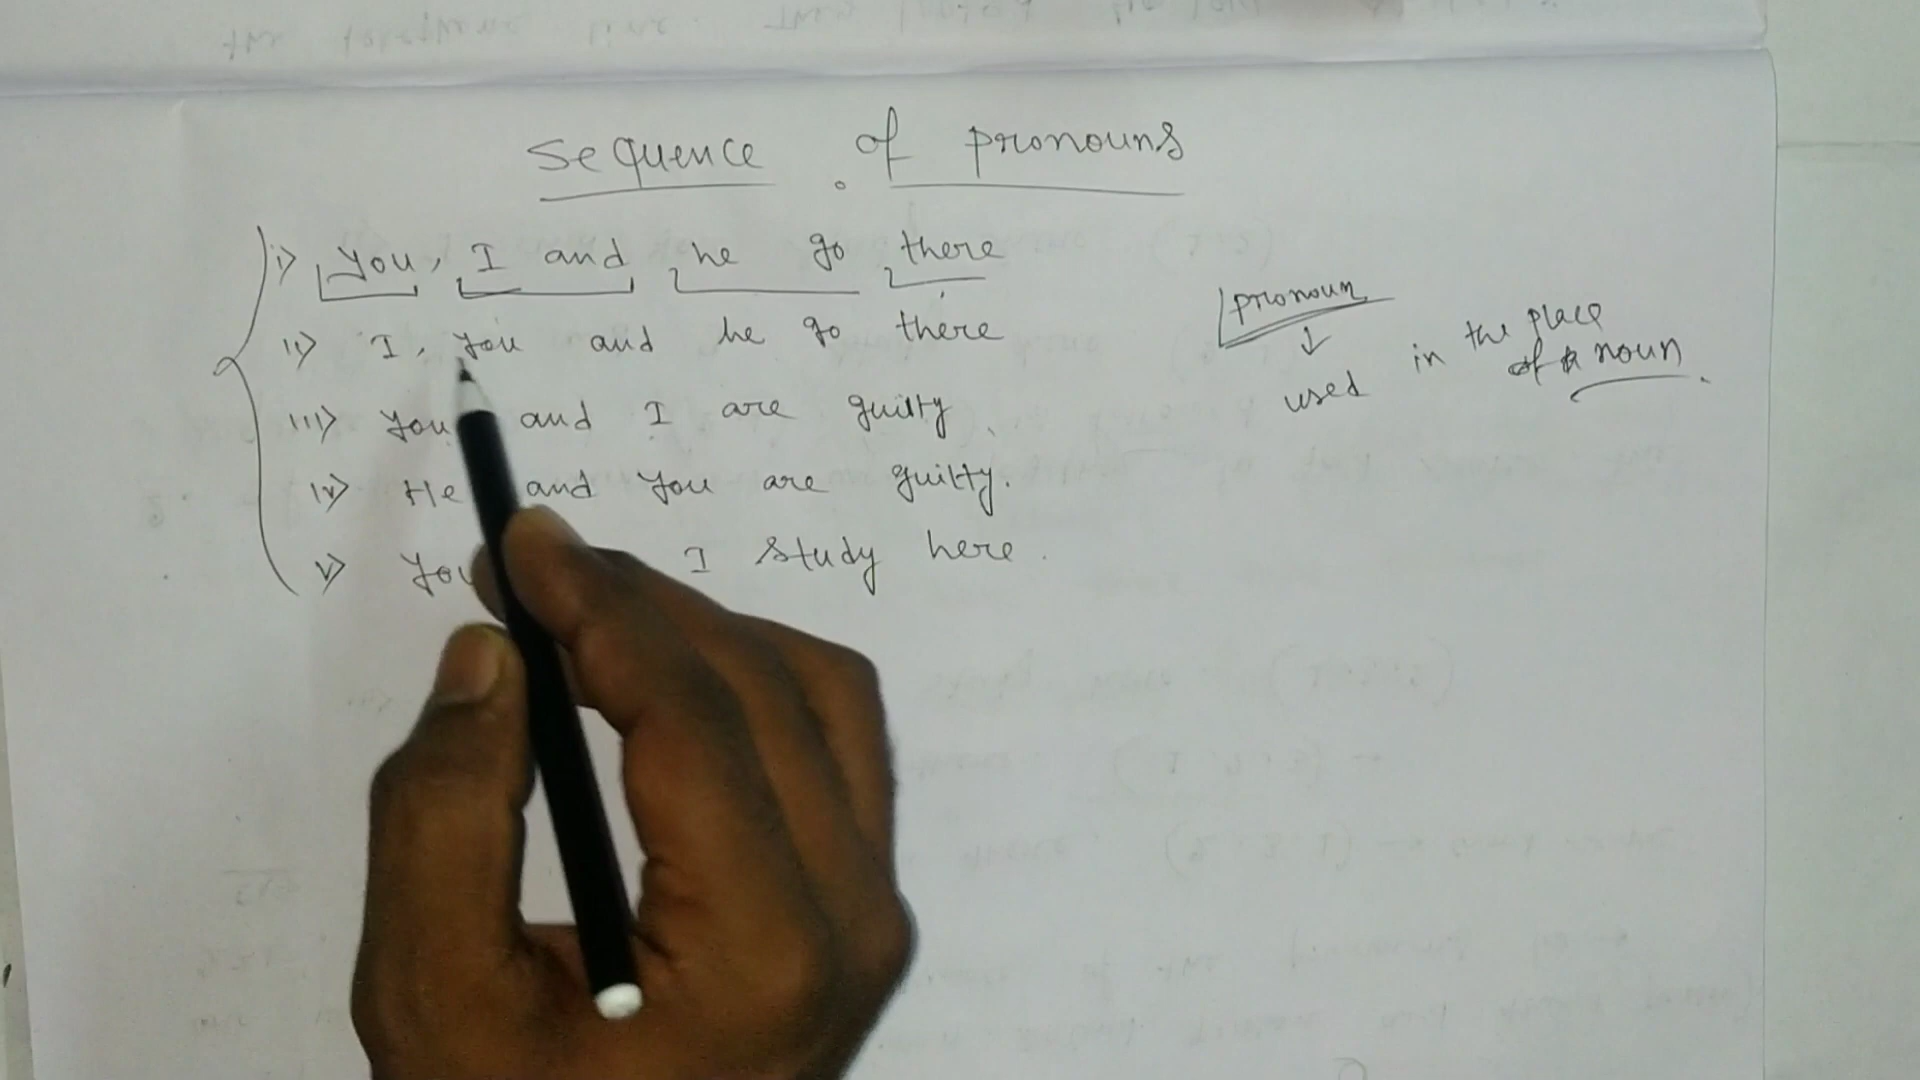 sequence of pronouns
i) you, I and he go there
ii) I, you and he go there
iii) you and I are guilty
iv) He and you are guilty.
v) you I study here.
pronoun
↓
used in the place
of a noun.